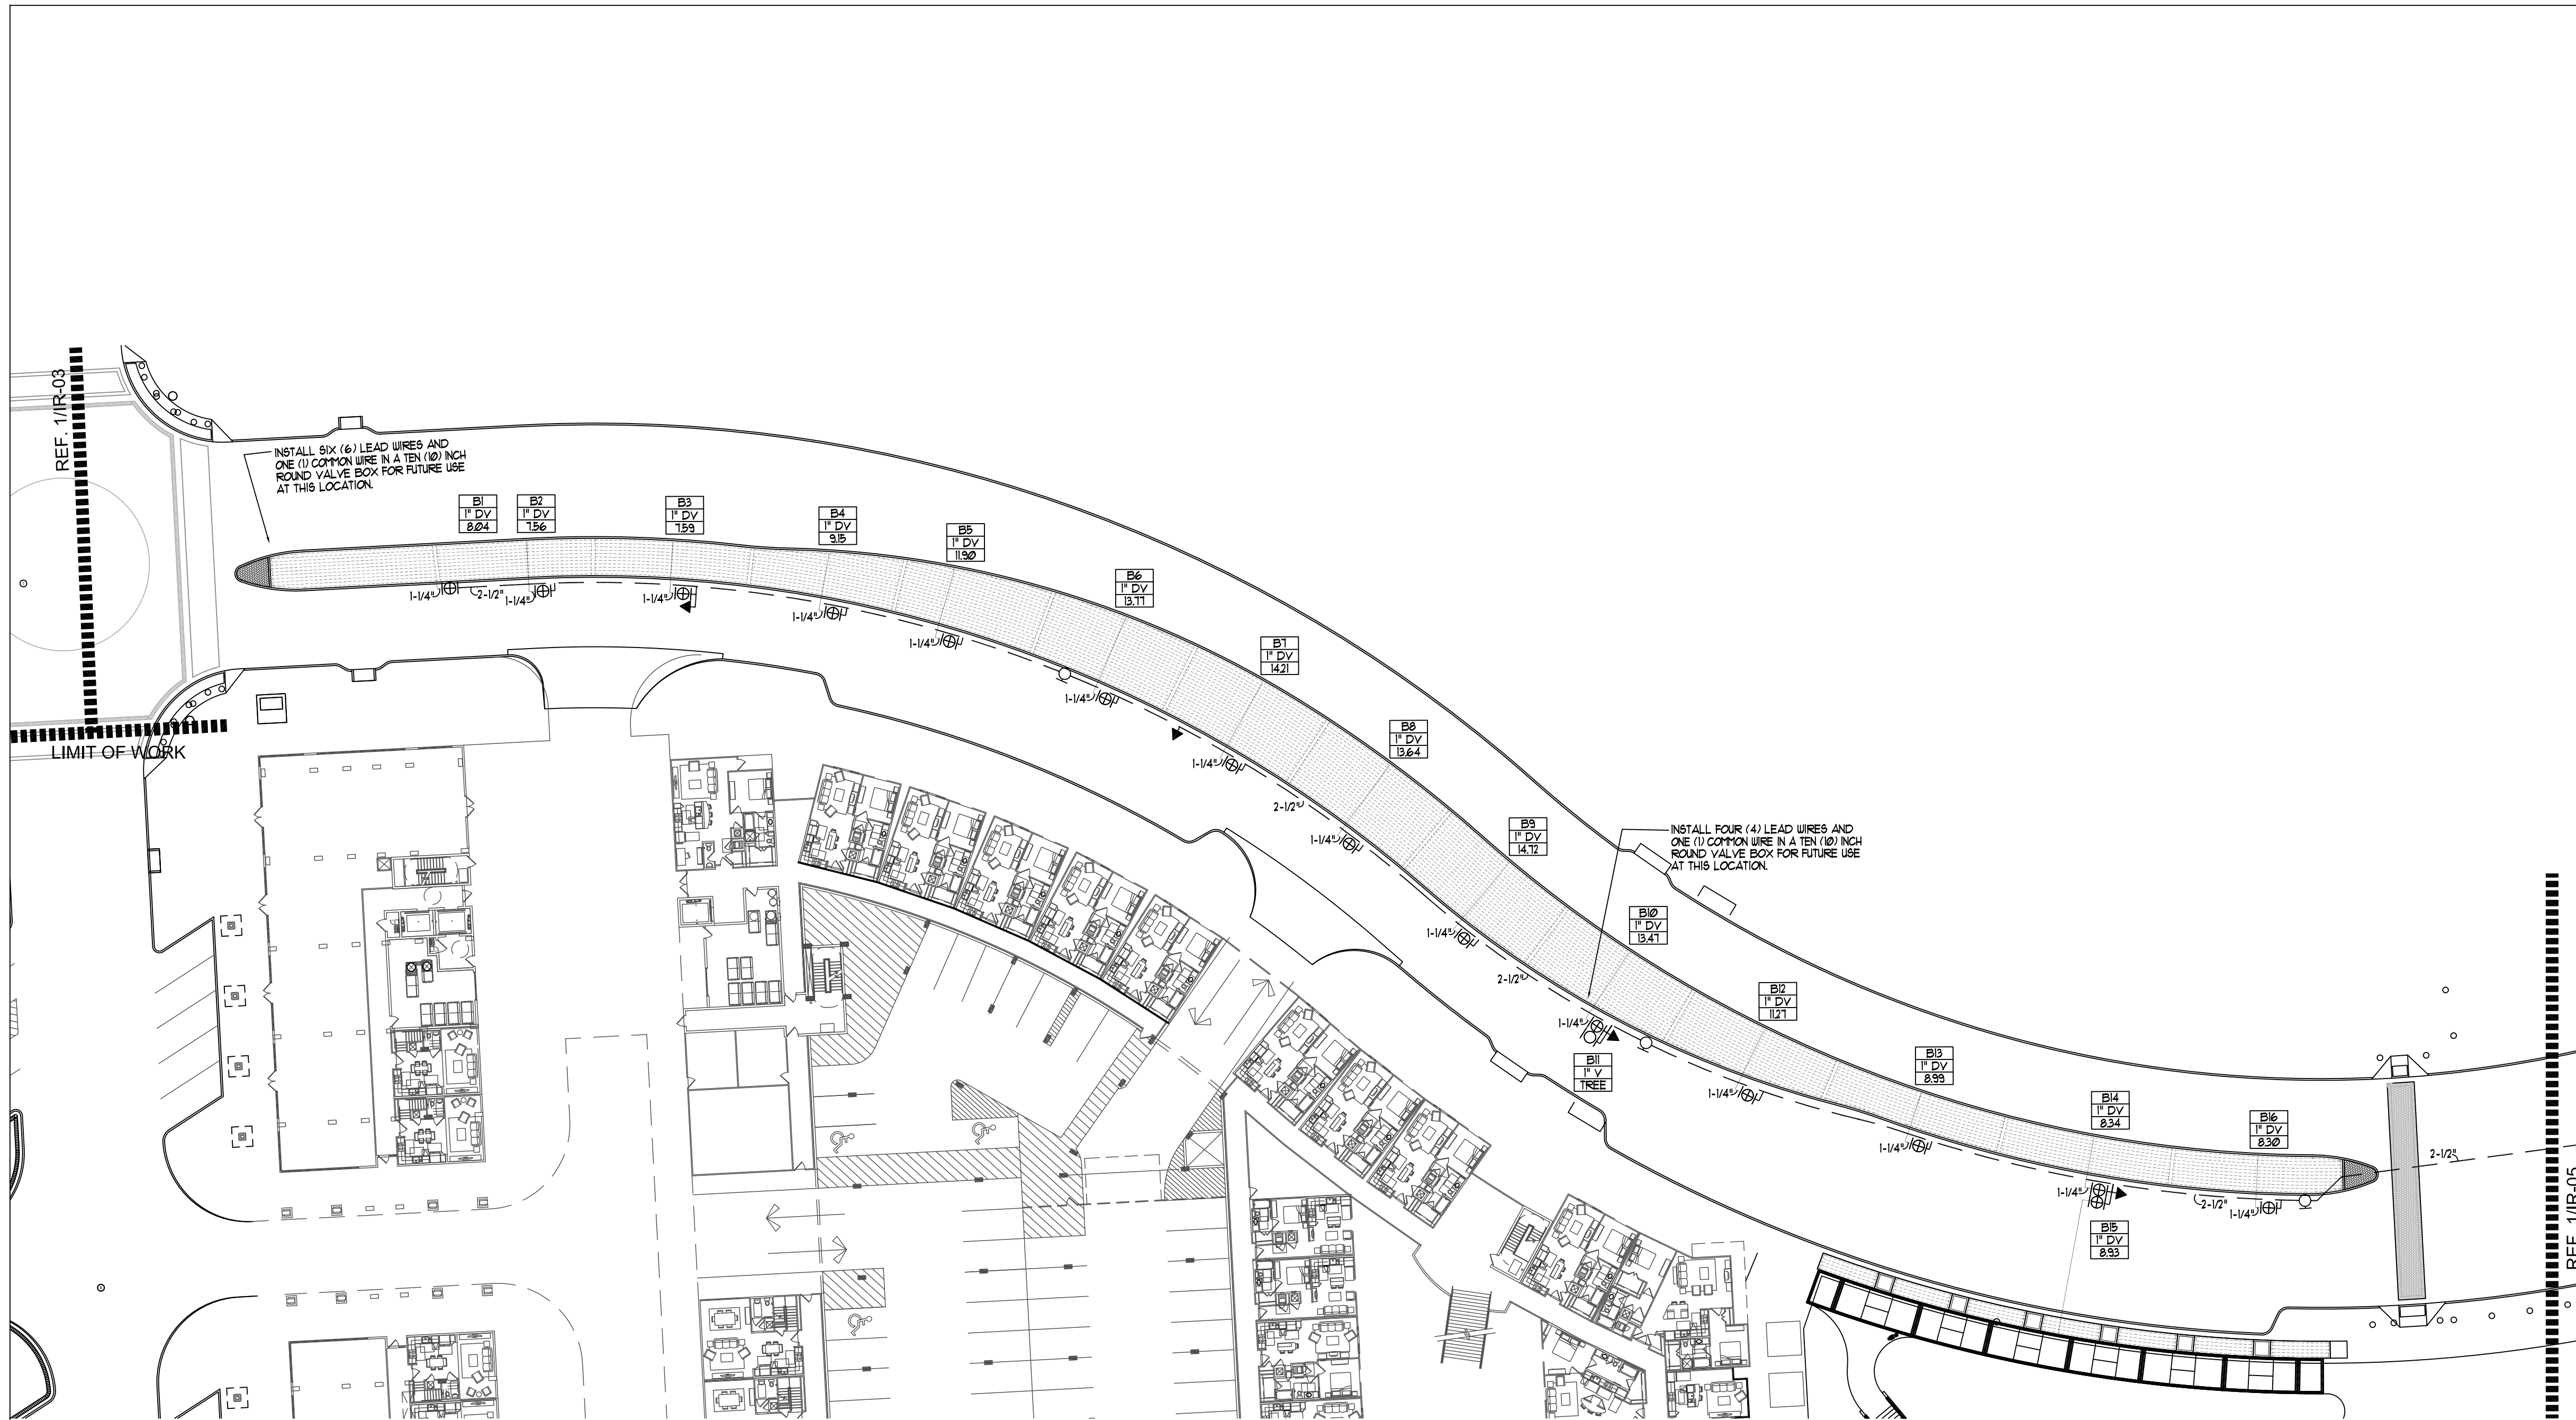 REF. 1/IR-03
LIMIT OF WORK
INSTALL SIX (6) LEAD WIRES AND
ONE (1) COMMON WIRE IN A TEN (10) INCH
ROUND VALVE BOX FOR FUTURE USE
AT THIS LOCATION.
B1
1" DV
8.04
B2
1" DV
7.56
B3
1" DV
7.59
B4
1" DV
9.15
B5
1" DV
11.90
B6
1" DV
13.77
B7
1" DV
14.21
B8
1" DV
13.64
B9
1" DV
14.72
INSTALL FOUR (4) LEAD WIRES AND
ONE (1) COMMON WIRE IN A TEN (10) INCH
ROUND VALVE BOX FOR FUTURE USE
AT THIS LOCATION.
B10
1" DV
13.47
B11
1" V
TREE
B12
1" DV
11.27
B13
1" DV
8.99
B14
1" DV
8.34
B15
1" DV
8.93
B16
1" DV
8.30
1-1/4"
2-1/2"
1-1/4"
1-1/4"
1-1/4"
1-1/4"
1-1/4"
1-1/4"
2-1/2"
1-1/4"
1-1/4"
2-1/2"
1-1/4"
1-1/4"
1-1/4"
1-1/4"
2-1/2"
1-1/4"
2-1/2"
REF. 1/IR-05